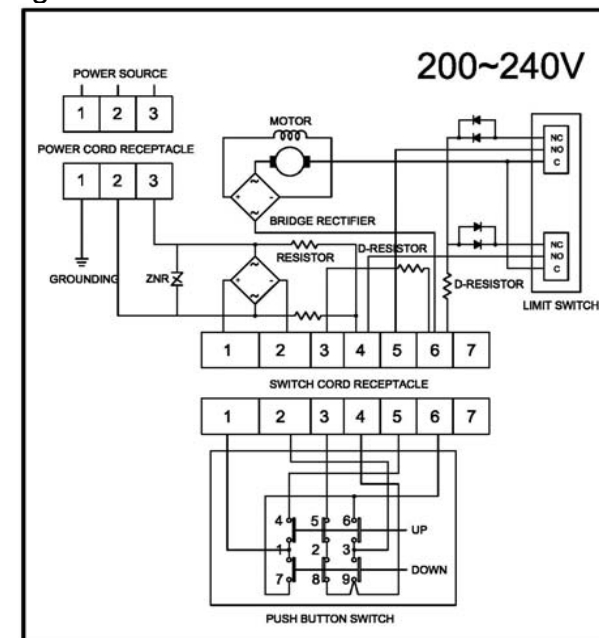 200~240V
POWER SOURCE
1 2 3
POWER CORD RECEPTACLE
1 2 3
GROUNDING
ZNR
MOTOR
~
+ -
~
BRIDGE RECTIFIER
RESISTOR
D-RESISTOR
~
+ -
~
D-RESISTOR
NC
NO
C
NC
NO
C
LIMIT SWITCH
1 2 3 4 5 6 7
SWITCH CORD RECEPTACLE
1 2 3 4 5 6 7
4 5 6
UP
1 2 3
DOWN
7 8 9
PUSH BUTTON SWITCH